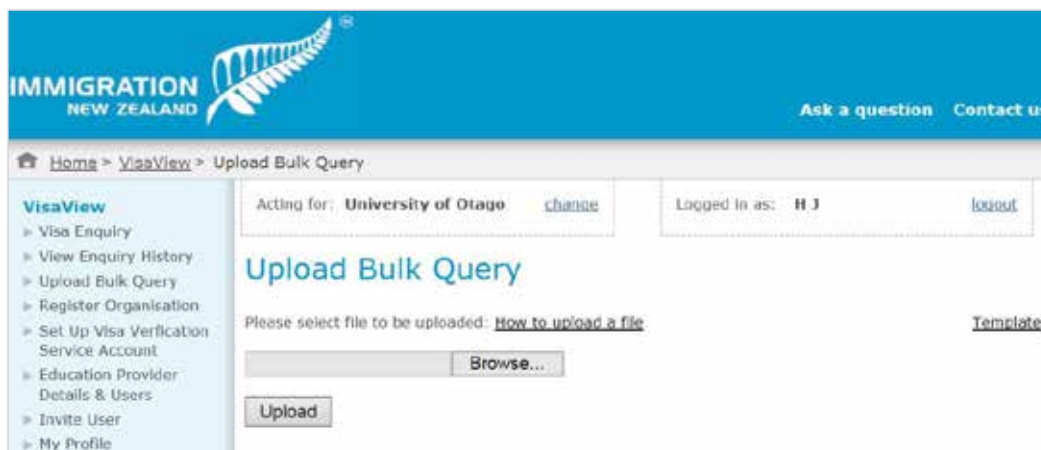 IMMIGRATION
NEW ZEALAND
®
Ask a question Contact us
Home > VisaView > Upload Bulk Query
VisaView
Visa Enquiry
View Enquiry History
Upload Bulk Query
Register Organisation
Set Up Visa Verfication
Service Account
Education Provider
Details & Users
Invite User
My Profile
Acting for: University of Otago change
Logged in as: H J logout
Upload Bulk Query
Please select file to be uploaded: How to upload a file
Template
Browse...
Upload